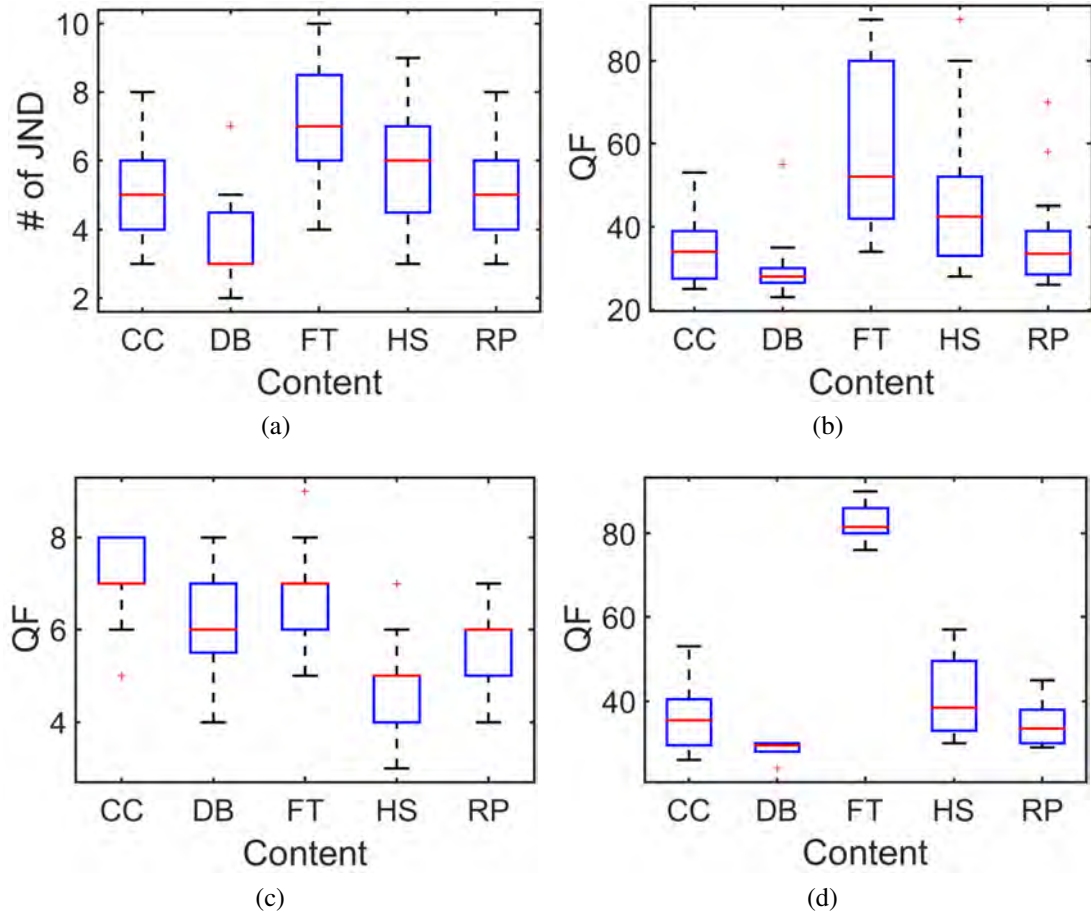 # of JND
10
8
6
4
2
CC DB FT HS RP
Content
(a)
QF
80
60
40
20
CC DB FT HS RP
Content
(b)
QF
8
6
4
CC DB FT HS RP
Content
(c)
QF
80
60
40
CC DB FT HS RP
Content
(d)